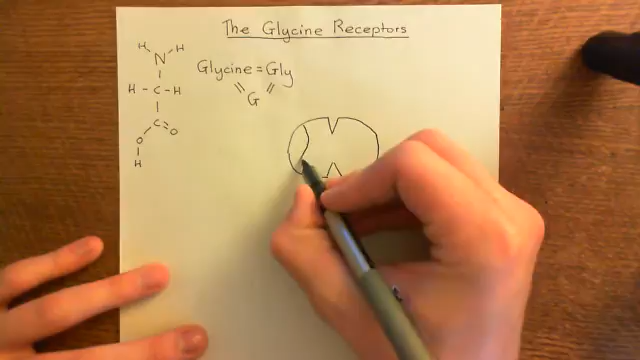 The Glycine Receptors
H H
N
H - C - H
C
O O
H
Glycine = Gly
G